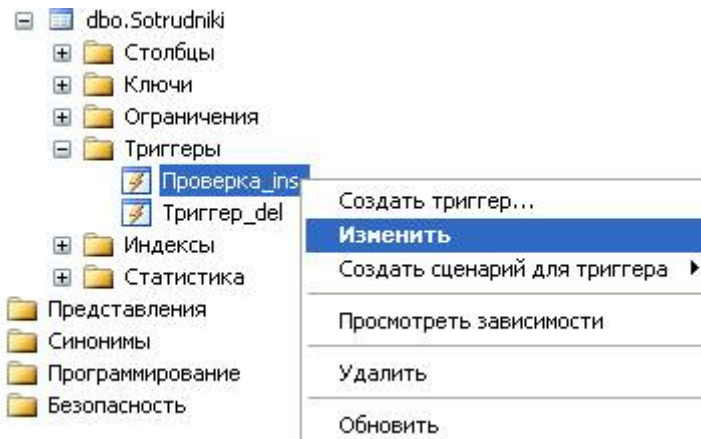 dbo.Sotrudniki
Столбцы
Ключи
Ограничения
Триггеры
Проверка_ins
Триггер_del
Индексы
Статистика
Представления
Синонимы
Программирование
Безопасность
Создать триггер...
Изменить
Создать сценарий для триггера
Просмотреть зависимости
Удалить
Обновить